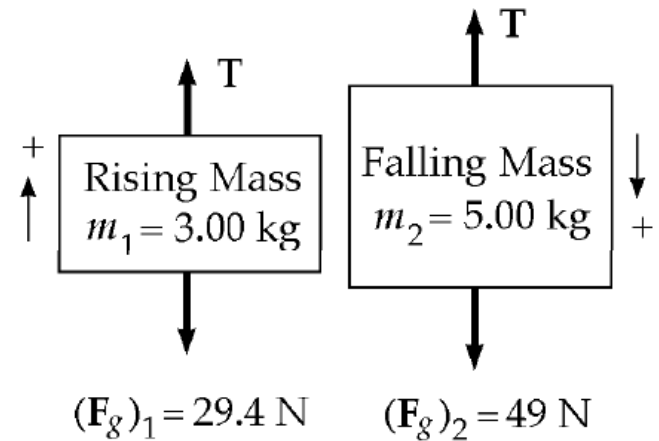 T
+
Rising Mass
m₁ = 3.00 kg
(Fg)₁ = 29.4 N
T
Falling Mass
m₂ = 5.00 kg
+
(Fg)₂ = 49 N